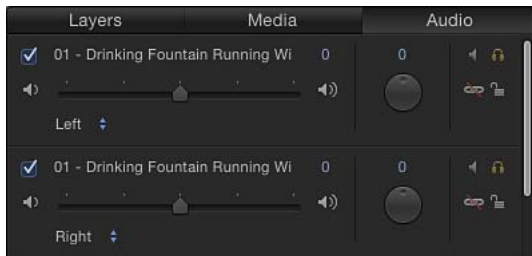 Layers Media Audio
01 - Drinking Fountain Running Wi 0 0
Left
01 - Drinking Fountain Running Wi 0 0
Right